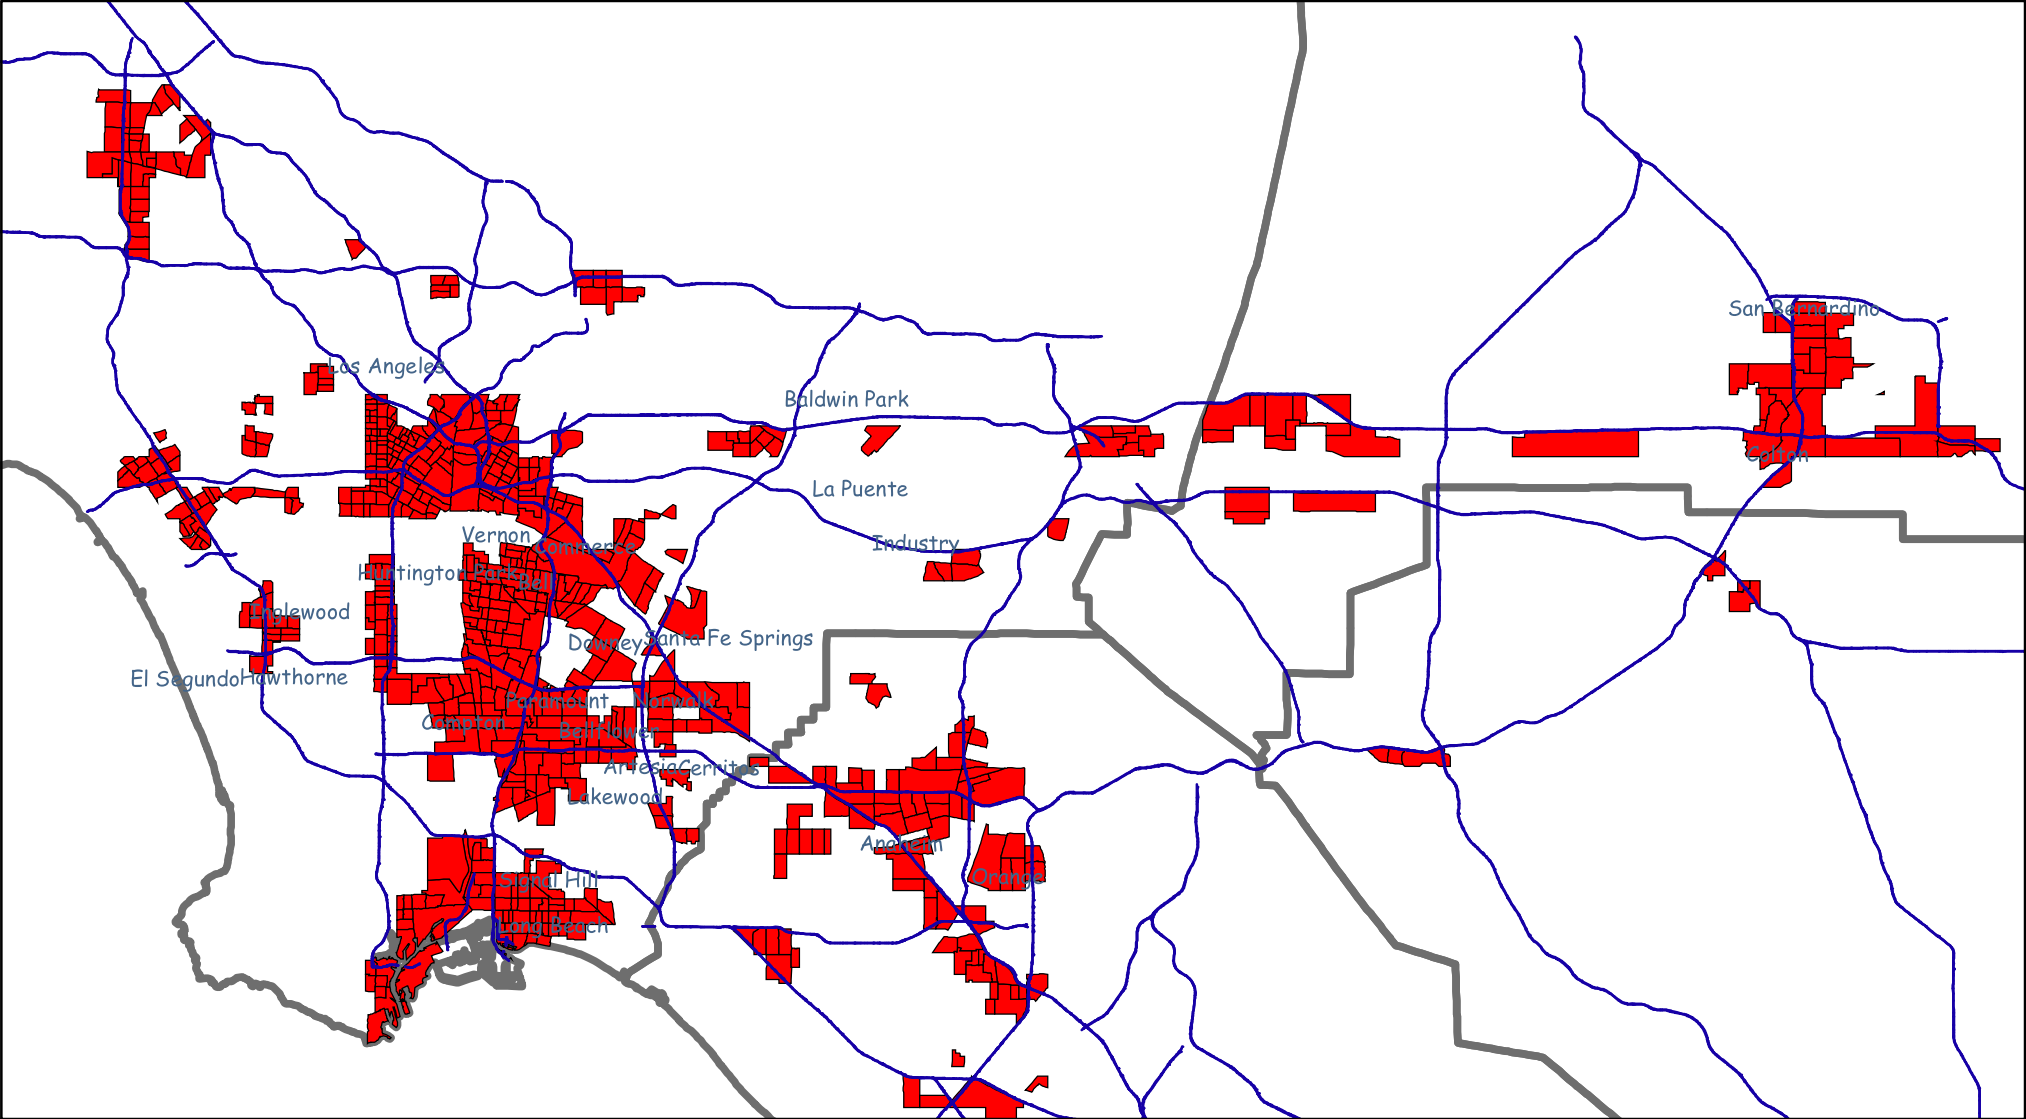 San Bernardino
Los Angeles
Baldwin Park
Colton
La Puente
Vernon
Commerce
Industry
Huntington Park
Bell
Inglewood
Downey
Santa Fe Springs
El Segundo
Hawthorne
Paramount
Norwalk
Compton
Bellflower
Artesia
Cerritos
Lakewood
Anaheim
Signal Hill
Orange
Long Beach